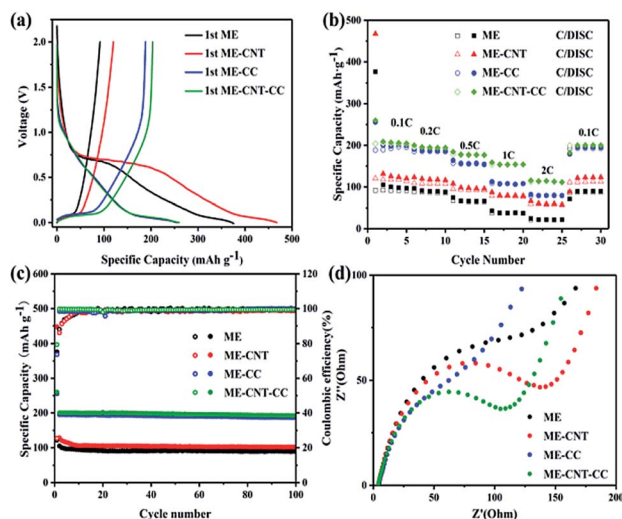 (a)
1st ME
1st ME-CNT
1st ME-CC
1st ME-CNT-CC
2.0
1.5
1.0
0.5
0.0
Voltage (V)
0 100 200 300 400 500
Specific Capacity (mAh g⁻¹)
(b)
ME C/DISC
ME-CNT C/DISC
ME-CC C/DISC
ME-CNT-CC C/DISC
500
400
300
200
100
0
Specific Capacity (mAh·g⁻¹)
0.1C
0.2C
0.5C
1C
2C
0.1C
0 5 10 15 20 25 30
Cycle Number
(c)
600
500
400
300
200
100
0
Specific Capacity (mAh g⁻¹)
ME
ME-CNT
ME-CC
ME-CNT-CC
120
100
80
60
40
20
0
Coulombic efficiency(%)
0 20 40 60 80 100
Cycle number
(d)
100
50
0
Z''(Ohm)
ME
ME-CNT
ME-CC
ME-CNT-CC
0 50 100 150 200
Z'(Ohm)